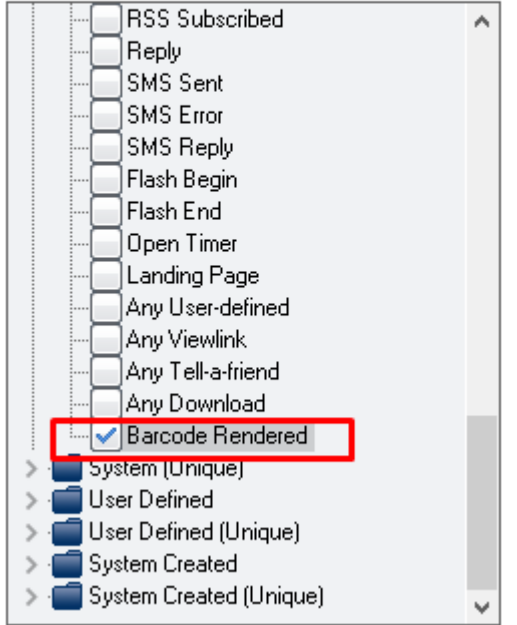 RSS Subscribed
Reply
SMS Sent
SMS Error
SMS Reply
Flash Begin
Flash End
Open Timer
Landing Page
Any User-defined
Any Viewlink
Any Tell-a-friend
Any Download
Barcode Rendered
System (Unique)
User Defined
User Defined (Unique)
System Created
System Created (Unique)